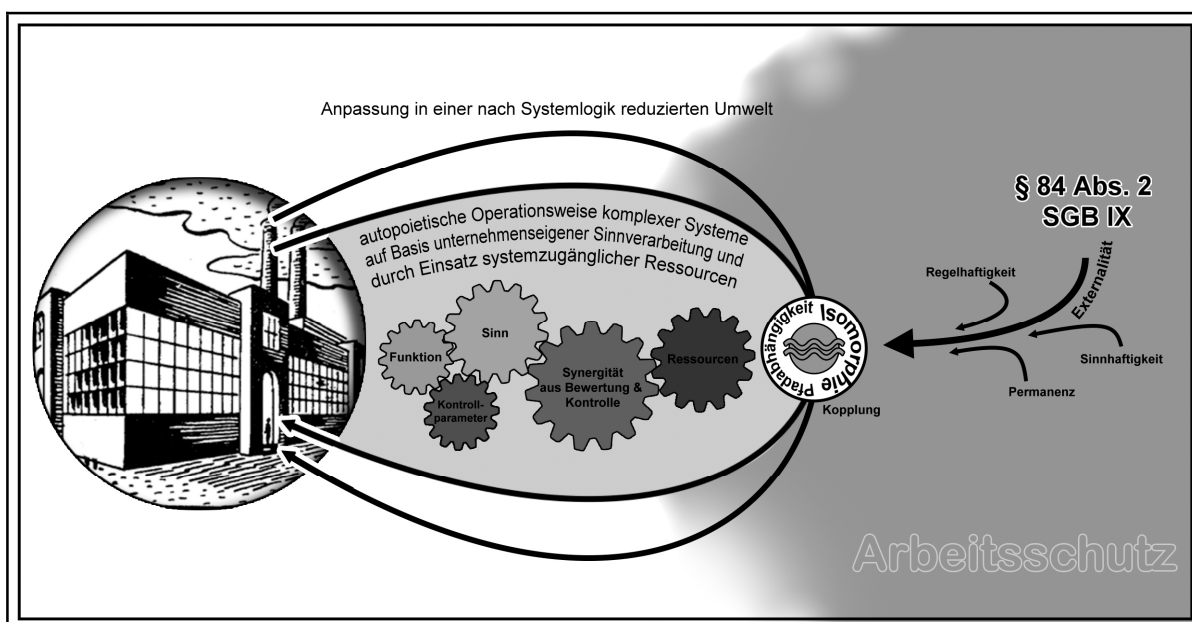 Anpassung in einer nach Systemlogik reduzierten Umwelt
autopoietische Operationsweise komplexer Systeme
auf Basis unternehmenseigener Sinnverarbeitung und
durch Einsatz systemzugänglicher Ressourcen
Funktion
Sinn
Kontroll-
parameter
Synergität
aus Bewertung &
Kontrolle
Ressourcen
Pfadabhängigkeit
Isomorphie
Kopplung
§ 84 Abs. 2
SGB IX
Externalität
Regelhaftigkeit
Sinnhaftigkeit
Permanenz
Arbeitsschutz